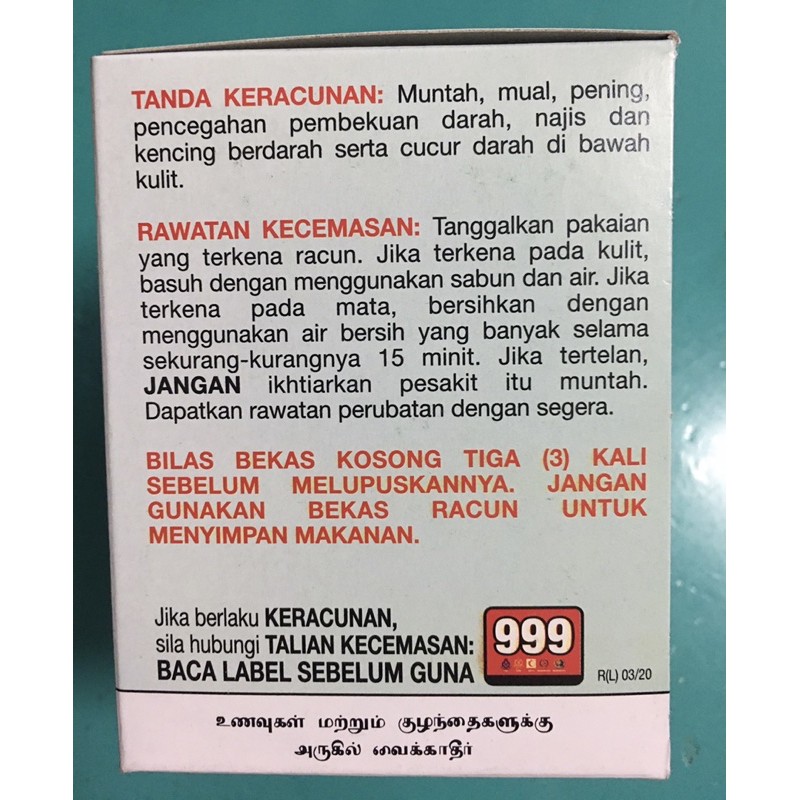 TANDA KERACUNAN: Muntah, mual, pening,
pencegahan pembekuan darah, najis dan
kencing berdarah serta cucur darah di bawah
kulit.
RAWATAN KECEMASAN: Tanggalkan pakaian
yang terkena racun. Jika terkena pada kulit,
basuh dengan menggunakan sabun dan air. Jika
terkena pada mata, bersihkan dengan
menggunakan air bersih yang banyak selama
sekurang-kurangnya 15 minit. Jika tertelan,
JANGAN ikhtiarkan pesakit itu muntah.
Dapatkan rawatan perubatan dengan segera.
BILAS BEKAS KOSONG TIGA (3) KALI
SEBELUM MELUPUSKANNYA. JANGAN
GUNAKAN BEKAS RACUN UNTUK
MENYIMPAN MAKANAN.
Jika berlaku KERACUNAN,
sila hubungi TALIAN KECEMASAN:
BACA LABEL SEBELUM GUNA
999
R(L) 03/20
உணவுகள் மற்றும் குழந்தைகளுக்கு
அருகில் வைக்காதீர்